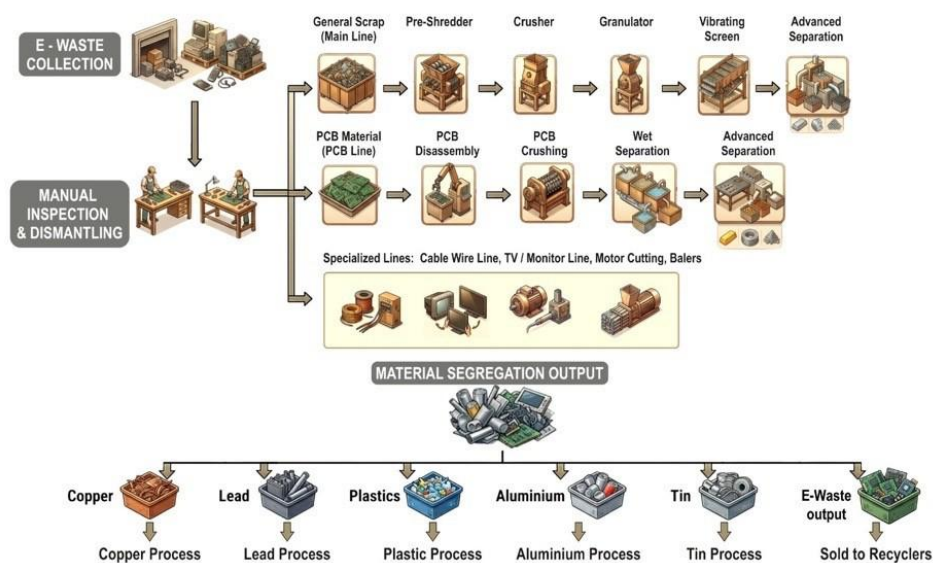 E - WASTE
COLLECTION
General Scrap
(Main Line)
Pre-Shredder
Crusher
Granulator
Vibrating
Screen
Advanced
Separation
MANUAL
INSPECTION
& DISMANTLING
PCB Material
(PCB Line)
PCB
Disassembly
PCB
Crushing
Wet
Separation
Advanced
Separation
Specialized Lines: Cable Wire Line, TV / Monitor Line, Motor Cutting, Balers
MATERIAL SEGREGATION OUTPUT
Copper
Lead
Plastics
Aluminium
Tin
E-Waste
output
Copper Process
Lead Process
Plastic Process
Aluminium Process
Tin Process
Sold to Recyclers